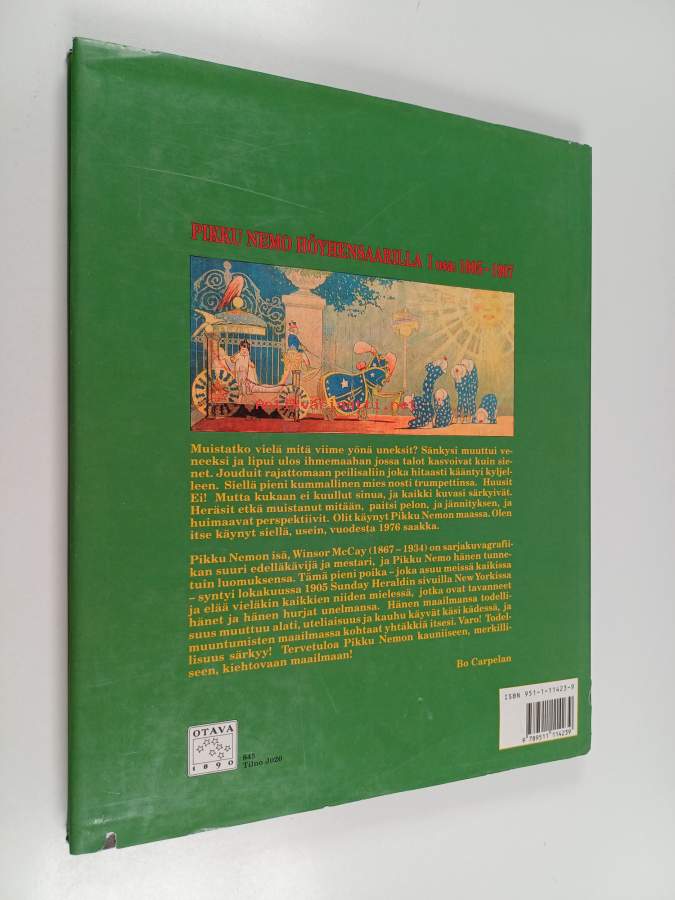 PIKKU NEMO HÖYHENSAARILLA I osa: 1905–1907
Muistatko vielä mitä viime yönä uneksit? Sänkysi muuttui ve-
neeksi ja lipui ulos ihmemaahan jossa talot kasvoivat kuin sie-
net. Jouduit rajattomaan peilisaliin joka hitaasti kääntyi kyljel-
leen. Siellä pieni kummallinen mies nosti trumpettinsa. Huusit
Ei! Mutta kukaan ei kuullut sinua, ja kaikki kuvasi särkyivät.
Heräsit etkä muistanut mitään, paitsi pelon, ja jännityksen, ja
huimaavat perspektiivit. Olit käynyt Pikku Nemon maassa. Olen
itse käynyt siellä, usein, vuodesta 1976 saakka.
Pikku Nemon isä, Winsor McCay (1867–1934) on sarjakuvagrafii-
kan suuri edelläkävijä ja mestari, ja Pikku Nemo hänen tunne-
tuin luomuksensa. Tämä pieni poika – joka asuu meissä kaikissa
– syntyi lokakuussa 1905 Sunday Heraldin sivuilla New Yorkissa
ja elää vieläkin kaikkien niiden mielessä, jotka ovat tavanneet
hänet ja hänen hurjat unelmansa. Hänen maailmansa todelli-
suus muuttuu alati, uteliaisuus ja kauhu käyvät käsi kädessä, ja
muuntumisten maailmassa kohtaat yhtäkkiä itsesi. Varo! Todel-
lisuus särkyy! Tervetuloa Pikku Nemon kauniiseen, merkilli-
seen, kiehtovaan maailmaan!
Bo Carpelan
ISBN 951-1-11423-9
9 789511 114239
OTAVA
1890
845
Tilno J020